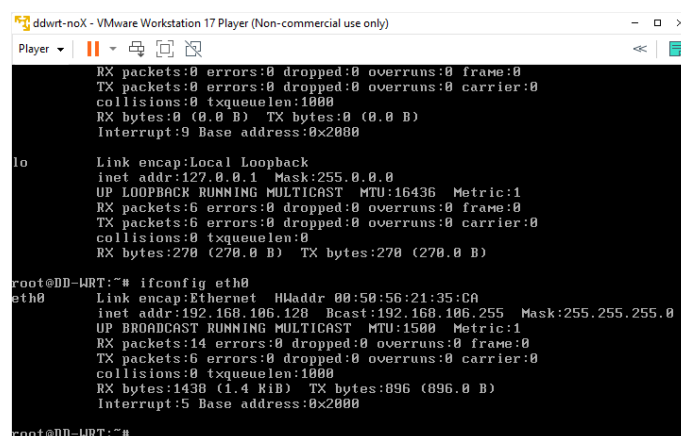 ddwrt-noX - VMware Workstation 17 Player (Non-commercial use only)
Player
RX packets:0 errors:0 dropped:0 overruns:0 frame:0
TX packets:0 errors:0 dropped:0 overruns:0 carrier:0
collisions:0 txqueuelen:1000
RX bytes:0 (0.0 B)  TX bytes:0 (0.0 B)
Interrupt:9 Base address:0x2080
lo        Link encap:Local Loopback
inet addr:127.0.0.1  Mask:255.0.0.0
UP LOOPBACK RUNNING MULTICAST  MTU:16436  Metric:1
RX packets:6 errors:0 dropped:0 overruns:0 frame:0
TX packets:6 errors:0 dropped:0 overruns:0 carrier:0
collisions:0 txqueuelen:0
RX bytes:270 (270.0 B)  TX bytes:270 (270.0 B)
root@DD-WRT:~# ifconfig eth0
eth0      Link encap:Ethernet  HWaddr 00:50:56:21:35:CA
inet addr:192.168.106.128  Bcast:192.168.106.255  Mask:255.255.255.0
UP BROADCAST RUNNING MULTICAST  MTU:1500  Metric:1
RX packets:14 errors:0 dropped:0 overruns:0 frame:0
TX packets:6 errors:0 dropped:0 overruns:0 carrier:0
collisions:0 txqueuelen:1000
RX bytes:1438 (1.4 KiB)  TX bytes:896 (896.0 B)
Interrupt:5 Base address:0x2000
root@DD-WRT:~#